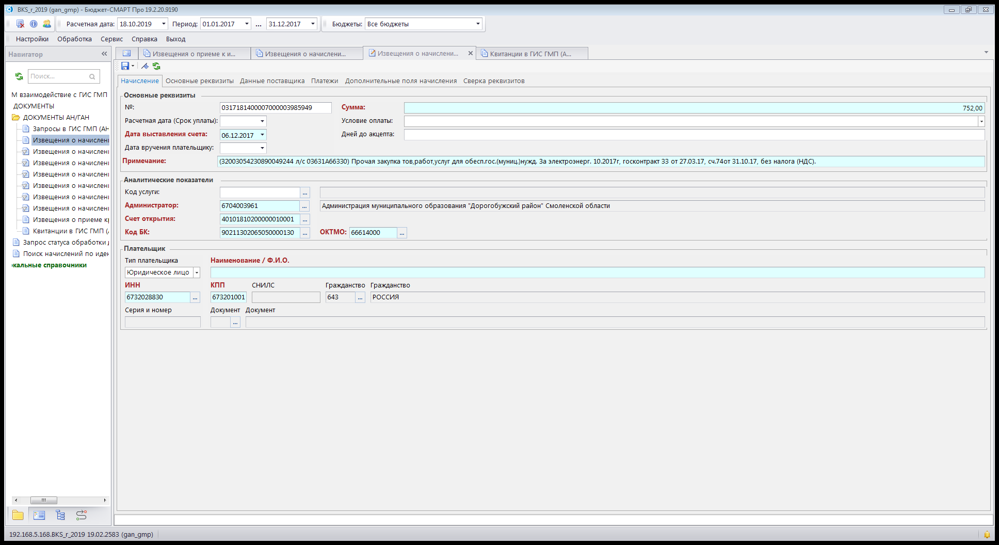 BKS_r_2019 (gan_gmp) - Бюджет-СМАРТ Про 19.2.20.9190
Расчетная дата: 18.10.2019 Период: 01.01.2017 ... 31.12.2017 Бюджеты: Все бюджеты
Настройки Обработка Сервис Справка Выход
Навигатор
Извещения о приеме к и... Извещения о начислени... Извещения о начислени... Квитанции в ГИС ГМП (А...
Поиск...
Начисление Основные реквизиты Данные поставщика Платежи Дополнительные поля начисления Сверка реквизитов
М взаимодействие с ГИС ГМП
ДОКУМЕНТЫ
ДОКУМЕНТЫ АН/ГАН
Запросы в ГИС ГМП (АН
Извещения о начислени
Извещения о начислени
Извещения о начислени
Извещения о начислени
Извещения о начислени
Извещения о начислени
Извещения о начислени
Извещения о приеме к
Квитанции в ГИС ГМП (
Запрос статуса обработки
Поиск начислений по иден
кальные справочники
Основные реквизиты
№: 0317181400007000003985949 Сумма: 752,00
Расчетная дата (Срок уплаты): Условие оплаты:
Дата выставления счета: 06.12.2017 Дней до акцепта:
Дата вручения плательщику:
Примечание: (32003054230890049244 л/с 03631А66330) Прочая закупка тов,работ,услуг для обесп.гос.(муниц.)нужд. За электроэнерг. 10.2017г, госконтракт 33 от 27.03.17, сч.74от 31.10.17, без налога (НДС).
Аналитические показатели
Код услуги: ...
Администратор: 6704003961 ... Администрация муниципального образования "Дорогобужский район" Смоленской области
Счет открытия: 40101810200000010001 ...
Код БК: 90211302065050000130 ... ОКТМО: 66614000 ...
Плательщик
Тип плательщика Наименование / Ф.И.О.
Юридическое лицо
ИНН КПП СНИЛС Гражданство Гражданство
6732028830 ... 673201001 643 ... РОССИЯ
Серия и номер Документ Документ
...
192.168.5.168.BKS_r_2019 19.02.2583 (gan_gmp)